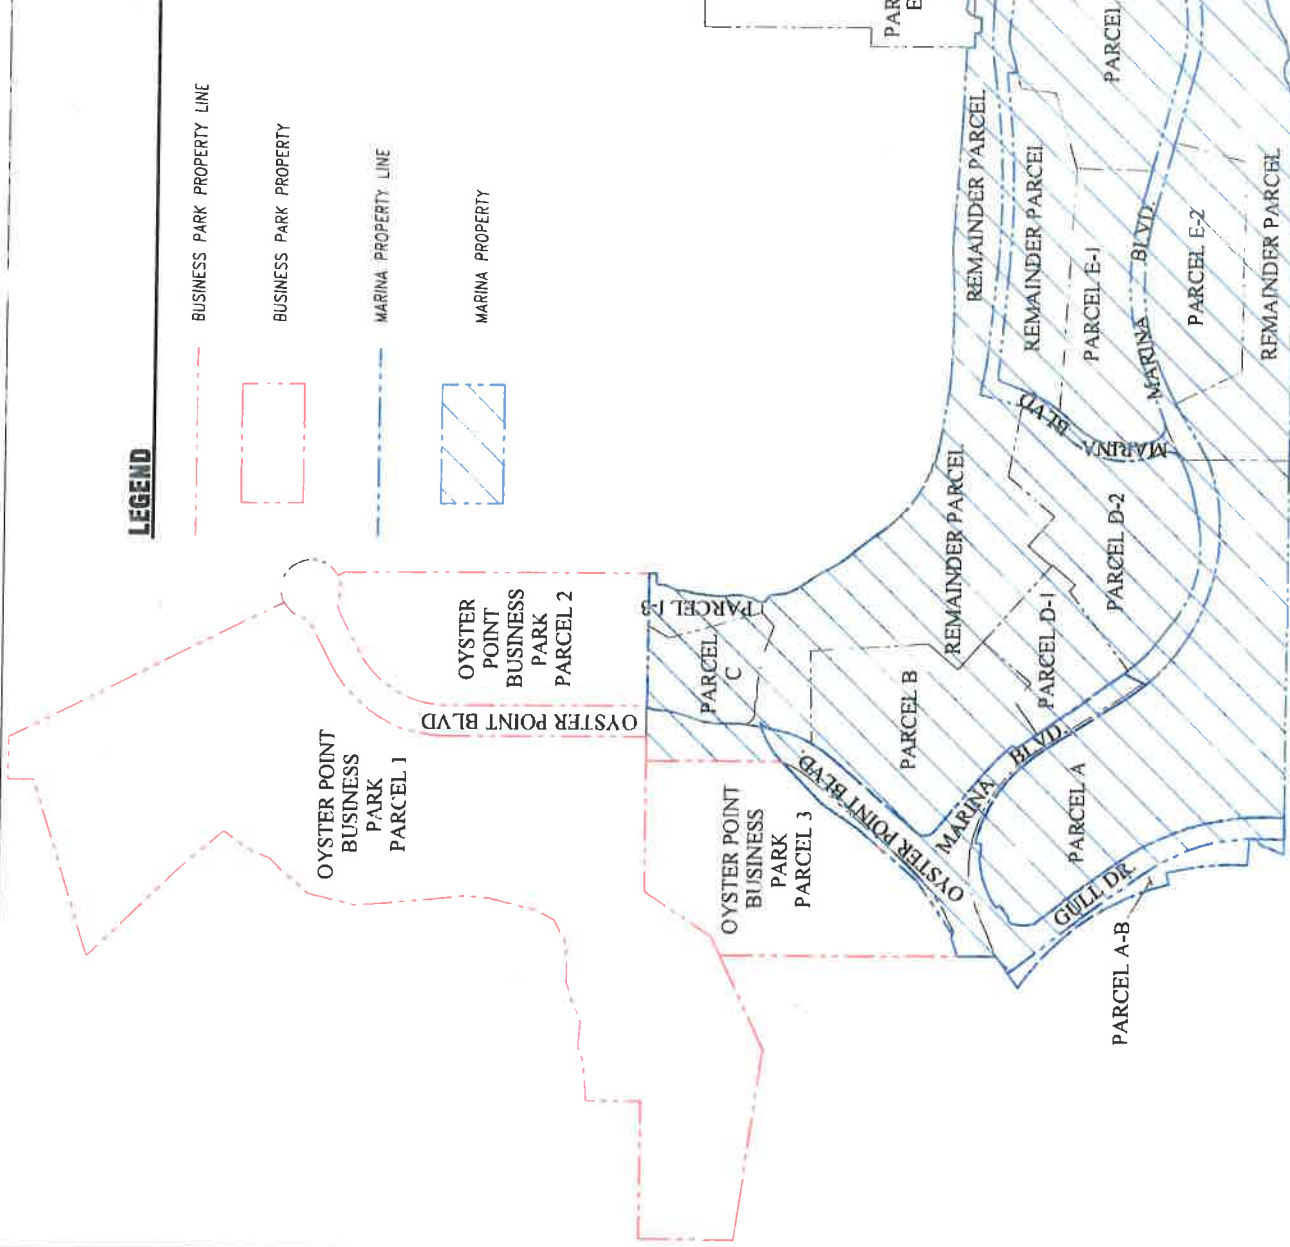 LEGEND
BUSINESS PARK PROPERTY LINE
BUSINESS PARK PROPERTY
MARINA PROPERTY LINE
MARINA PROPERTY
OYSTER POINT
BUSINESS
PARK
PARCEL 1
OYSTER
POINT
BUSINESS
PARK
PARCEL 2
OYSTER POINT BLVD
OYSTER POINT
BUSINESS
PARK
PARCEL 3
PARCEL
C
PARCEL B
OYSTER POINT BLVD.
OYSTER
MARINA BLVD.
PARCEL A
GULL DR.
PARCEL A-B
PARCEL D-1
PARCEL D-2
REMAINDER PARCEL
MARINA BLVD
MARINA BLVD.
REMAINDER PARCEL
REMAINDER PARCEL
PARCEL E-1
PARCEL E-2
REMAINDER PARCEL
PARCEL
PAR
E